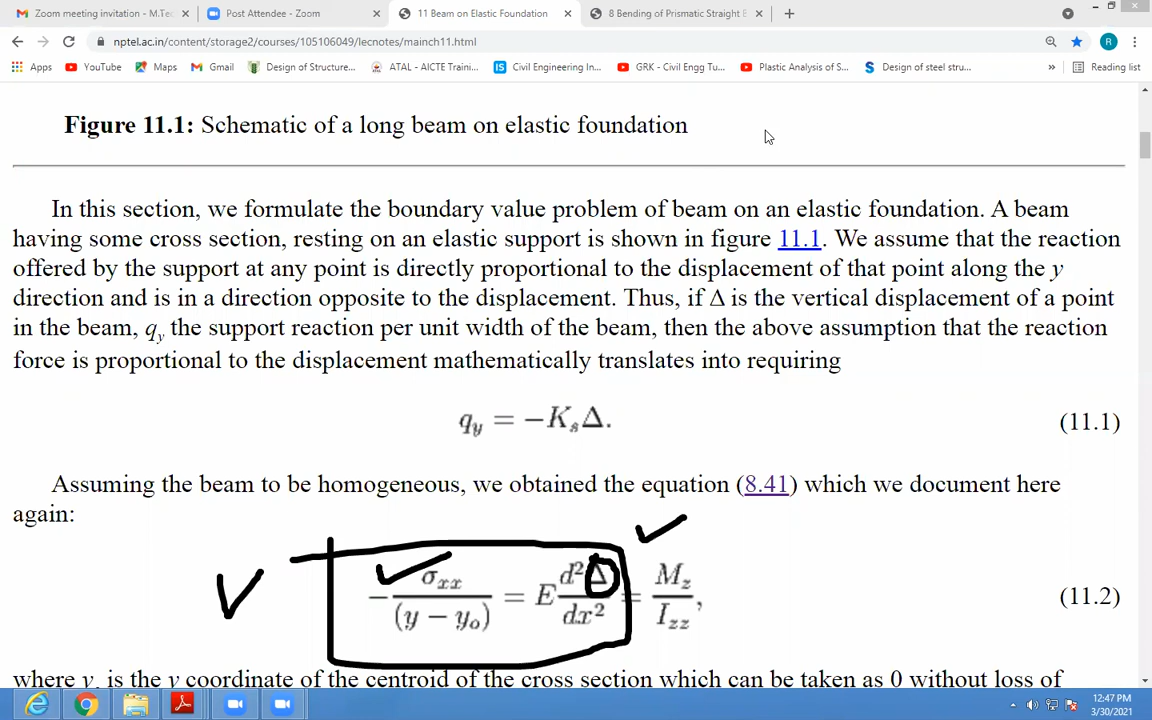 Zoom meeting invitation - M.Tec
Post Attendee - Zoom
11 Beam on Elastic Foundation
8 Bending of Prismatic Straight B
nptel.ac.in/content/storage2/courses/105106049/lecnotes/mainch11.html
R
Apps YouTube Maps Gmail Design of Structure... ATAL - AICTE Traini... Civil Engineering In... GRK - Civil Engg Tu... Plastic Analysis of S... Design of steel stru... » Reading list
Figure 11.1: Schematic of a long beam on elastic foundation
In this section, we formulate the boundary value problem of beam on an elastic foundation. A beam
having some cross section, resting on an elastic support is shown in figure 11.1. We assume that the reaction
offered by the support at any point is directly proportional to the displacement of that point along the y
direction and is in a direction opposite to the displacement. Thus, if Δ is the vertical displacement of a point
in the beam, q_y the support reaction per unit width of the beam, then the above assumption that the reaction
force is proportional to the displacement mathematically translates into requiring
q_y = −K_s Δ. (11.1)
Assuming the beam to be homogeneous, we obtained the equation (8.41) which we document here
again:
− σ_xx / (y − y_o) = E d²Δ / dx² = M_z / I_zz, (11.2)
where y_o is the y coordinate of the centroid of the cross section which can be taken as 0 without loss of
12:47 PM
3/30/2021